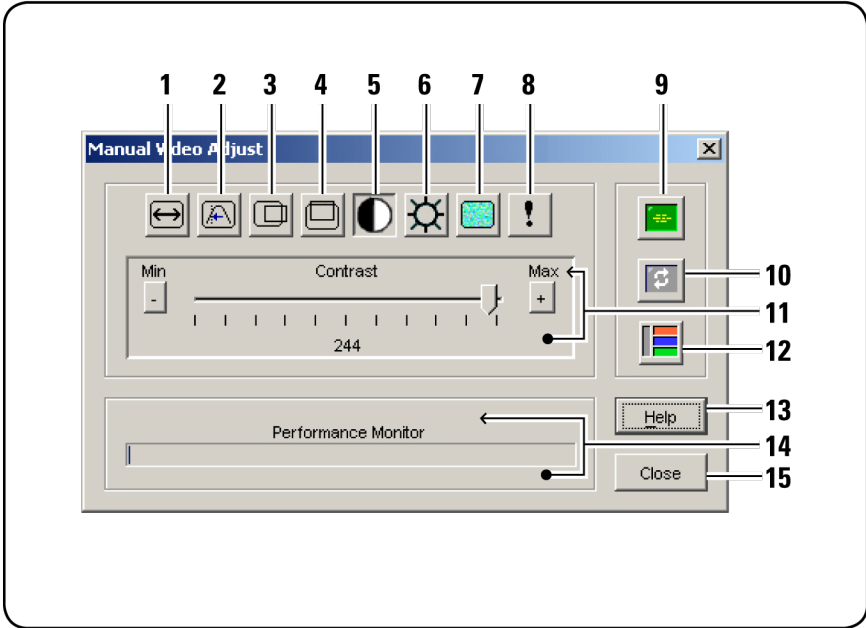 1 2 3 4 5 6 7 8 9
Manual Video Adjust
Min Contrast Max
- +
244
10
11
12
Help 13
Performance Monitor 14
Close 15